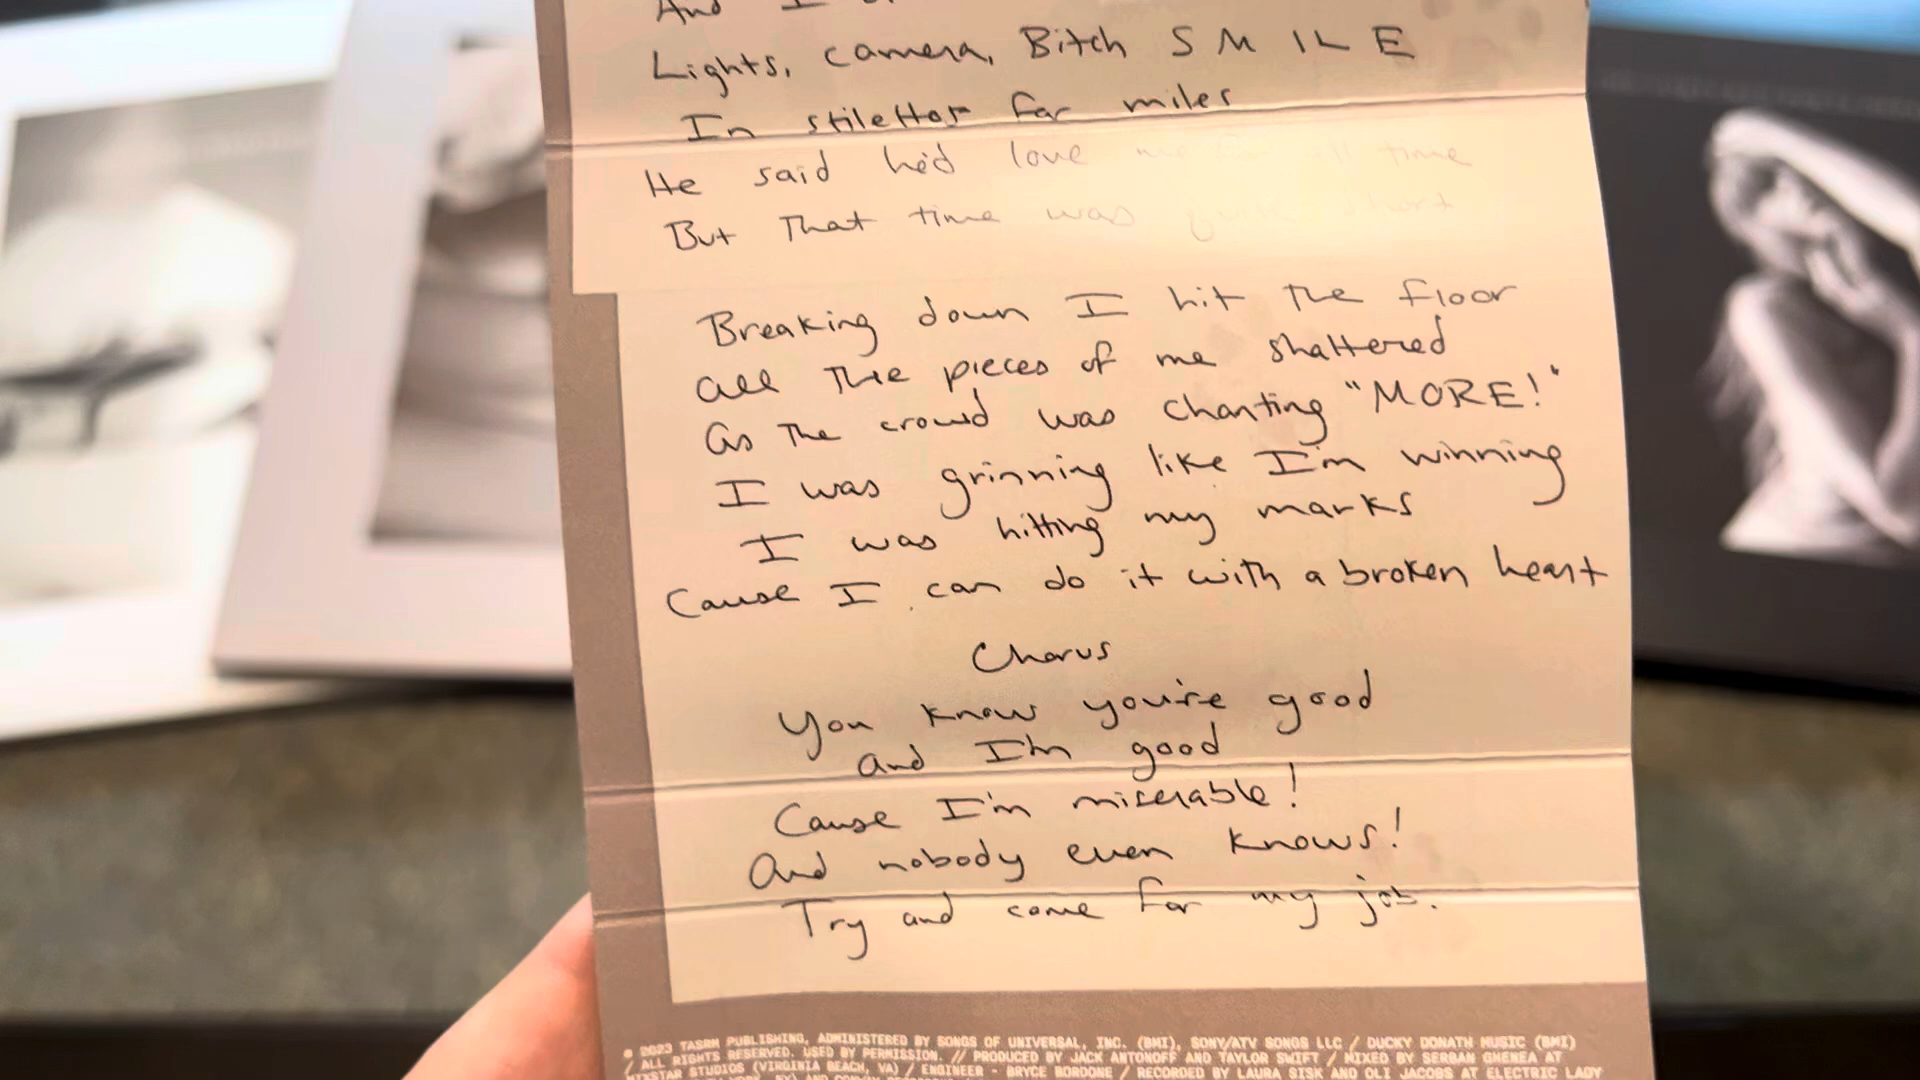 Lights, camera, Bitch SMILE
In stilettos for miles
He said he'd love all time
But that time was short
Breaking down I hit the floor
all the pieces of me shattered
as the crowd was chanting "MORE!"
I was grinning like I'm winning
I was hitting my marks
Cause I can do it with a broken heart
Chorus
You know you're good
and I'm good
Cause I'm miserable!
And nobody even knows!
Try and come for my job.
© 2023 TASRM PUBLISHING, ADMINISTERED BY SONGS OF UNIVERSAL, INC. (BMI), SONY/ATV SONGS LLC / DUCKY DONATH MUSIC (BMI)
/ ALL RIGHTS RESERVED. USED BY PERMISSION. // PRODUCED BY JACK ANTONOFF AND TAYLOR SWIFT / MIXED BY SERBAN GHENEA AT
MIXSTAR STUDIOS (VIRGINIA BEACH, VA) / ENGINEER - BRYCE BORDONE / RECORDED BY LAURA SISK AND OLI JACOBS AT ELECTRIC LADY